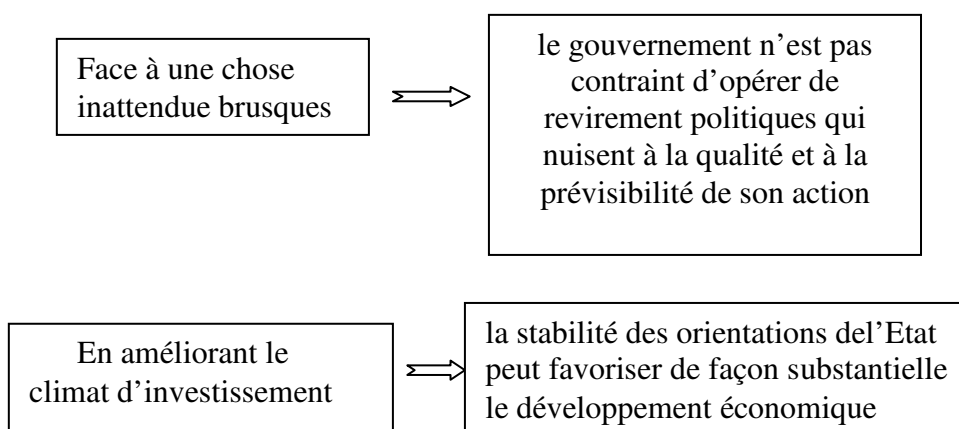 Face à une chose
inattendue brusques
le gouvernement n’est pas
contraint d’opérer de
revirement politiques qui
nuisent à la qualité et à la
prévisibilité de son action
En améliorant le
climat d’investissement
la stabilité des orientations del’Etat
peut favoriser de façon substantielle
le développement économique